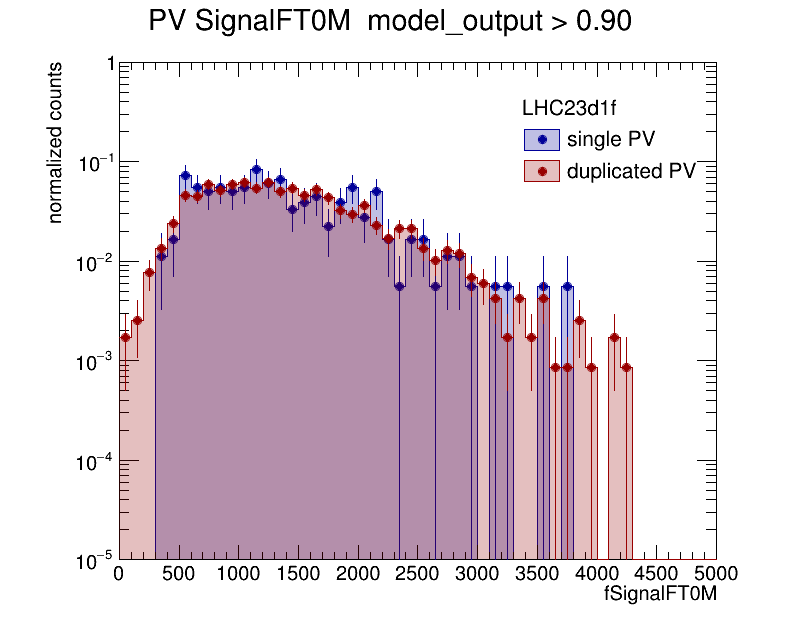 PV SignalFT0M model_output > 0.90
normalized counts
LHC23d1f
single PV
duplicated PV
1
10⁻¹
10⁻²
10⁻³
10⁻⁴
10⁻⁵
0 500 1000 1500 2000 2500 3000 3500 4000 4500 5000
fSignalFT0M